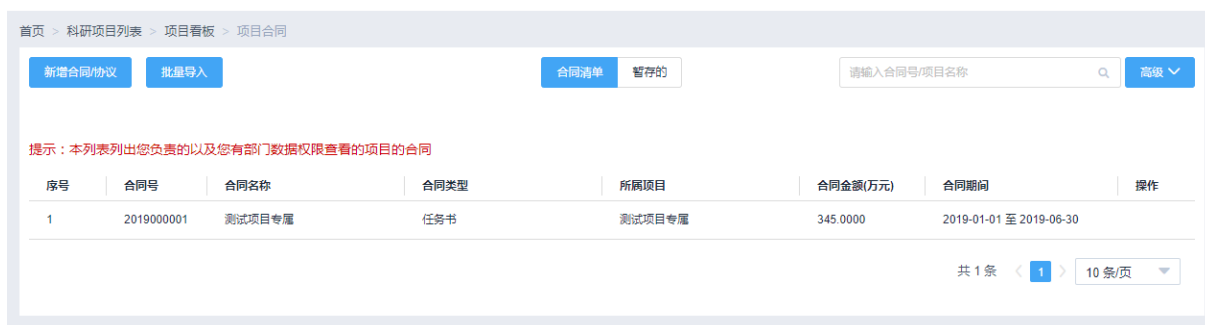 首页 > 科研项目列表 > 项目看板 > 项目合同
新增合同/协议 批量导入 合同清单 暂存的 请输入合同号/项目名称 高级
提示：本列表列出您负责的以及您有部门数据权限查看的项目的合同
序号 合同号 合同名称 合同类型 所属项目 合同金额(万元) 合同期间 操作
1 2019000001 测试项目专属 任务书 测试项目专属 345.0000 2019-01-01 至 2019-06-30
共 1 条 < 1 > 10 条/页